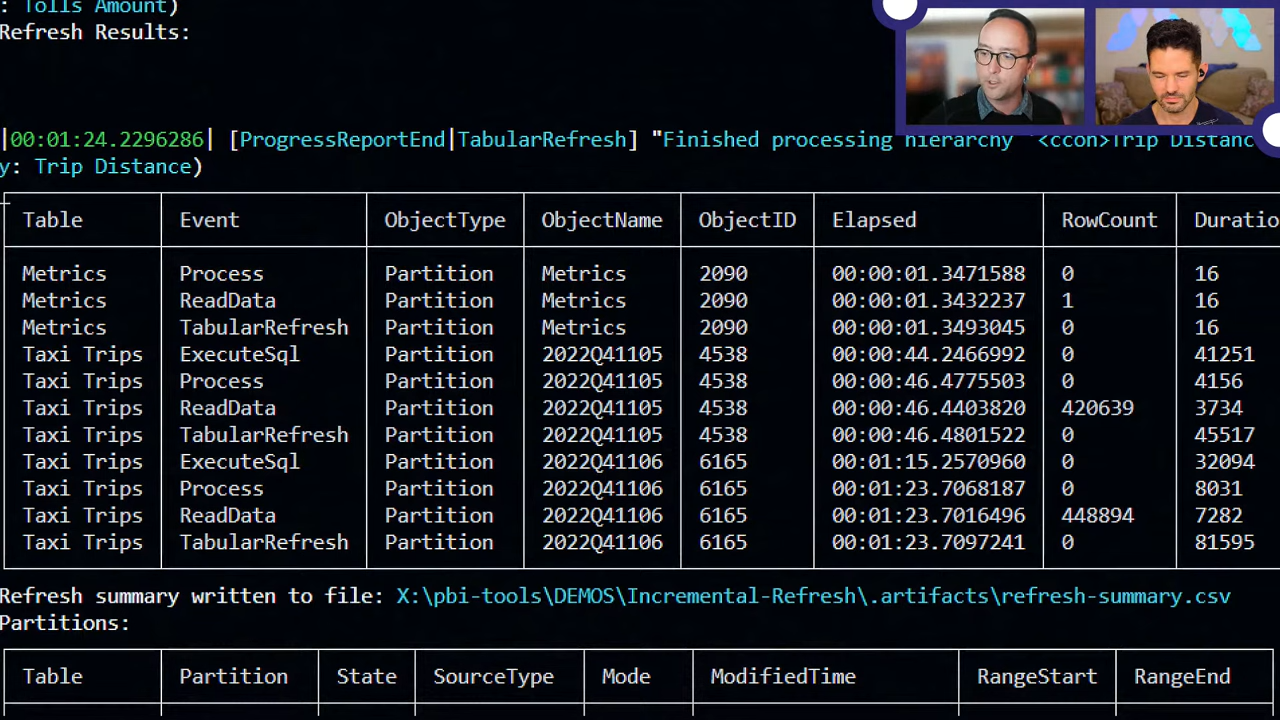 : Tolls Amount)
Refresh Results:
|00:01:24.2296286| [ProgressReportEnd|TabularRefresh] "Finished processing hierarchy '<ccon>Trip Distanc
y: Trip Distance)
Table Event ObjectType ObjectName ObjectID Elapsed RowCount Duratio
Metrics Process Partition Metrics 2090 00:00:01.3471588 0 16
Metrics ReadData Partition Metrics 2090 00:00:01.3432237 1 16
Metrics TabularRefresh Partition Metrics 2090 00:00:01.3493045 0 16
Taxi Trips ExecuteSql Partition 2022Q41105 4538 00:00:44.2466992 0 41251
Taxi Trips Process Partition 2022Q41105 4538 00:00:46.4775503 0 4156
Taxi Trips ReadData Partition 2022Q41105 4538 00:00:46.4403820 420639 3734
Taxi Trips TabularRefresh Partition 2022Q41105 4538 00:00:46.4801522 0 45517
Taxi Trips ExecuteSql Partition 2022Q41106 6165 00:01:15.2570960 0 32094
Taxi Trips Process Partition 2022Q41106 6165 00:01:23.7068187 0 8031
Taxi Trips ReadData Partition 2022Q41106 6165 00:01:23.7016496 448894 7282
Taxi Trips TabularRefresh Partition 2022Q41106 6165 00:01:23.7097241 0 81595
Refresh summary written to file: X:\pbi-tools\DEMOS\Incremental-Refresh\.artifacts\refresh-summary.csv
Partitions:
Table Partition State SourceType Mode ModifiedTime RangeStart RangeEnd